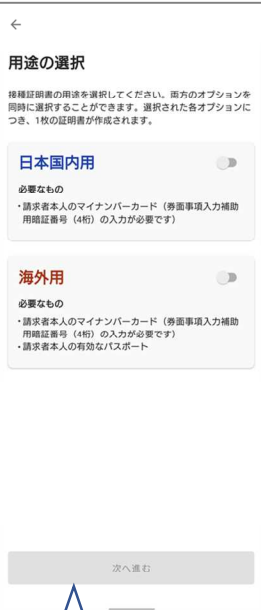 用途の選択
接種証明書の用途を選択してください。両方のオプションを
同時に選択することができます。選択された各オプションに
つき、1枚の証明書が作成されます。
日本国内用
必要なもの
・請求者本人のマイナンバーカード（券面事項入力補助
用暗証番号（4桁）の入力が必要です）
海外用
必要なもの
・請求者本人のマイナンバーカード（券面事項入力補助
用暗証番号（4桁）の入力が必要です）
・請求者本人の有効なパスポート
次へ進む